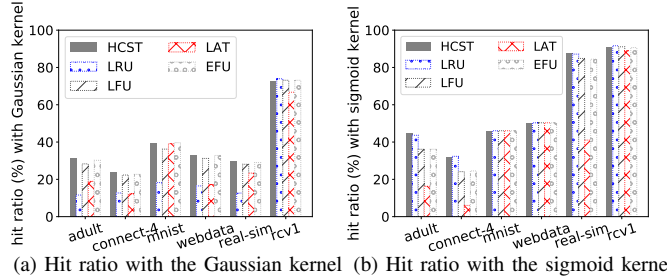 hit ratio (%) with Gaussian kernel
100
80
60
40
20
0
HCST
LRU
LFU
LAT
EFU
adult
connect-4
mnist
webdata
real-sim
rcv1
(a) Hit ratio with the Gaussian kernel
hit ratio (%) with sigmoid kernel
100
80
60
40
20
0
HCST
LRU
LFU
LAT
EFU
adult
connect-4
mnist
webdata
real-sim
rcv1
(b) Hit ratio with the sigmoid kerne